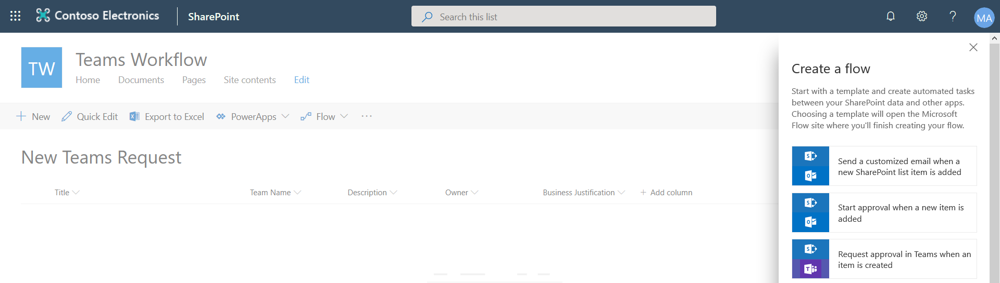 Contoso Electronics
SharePoint
Search this list
MA
TW
Teams Workflow
Home Documents Pages Site contents Edit
New Quick Edit Export to Excel PowerApps Flow ...
New Teams Request
Title Team Name Description Owner Business Justification + Add column
Create a flow
Start with a template and create automated tasks
between your SharePoint data and other apps.
Choosing a template will open the Microsoft
Flow site where you'll finish creating your flow.
Send a customized email when a
new SharePoint list item is added
Start approval when a new item is
added
Request approval in Teams when an
item is created